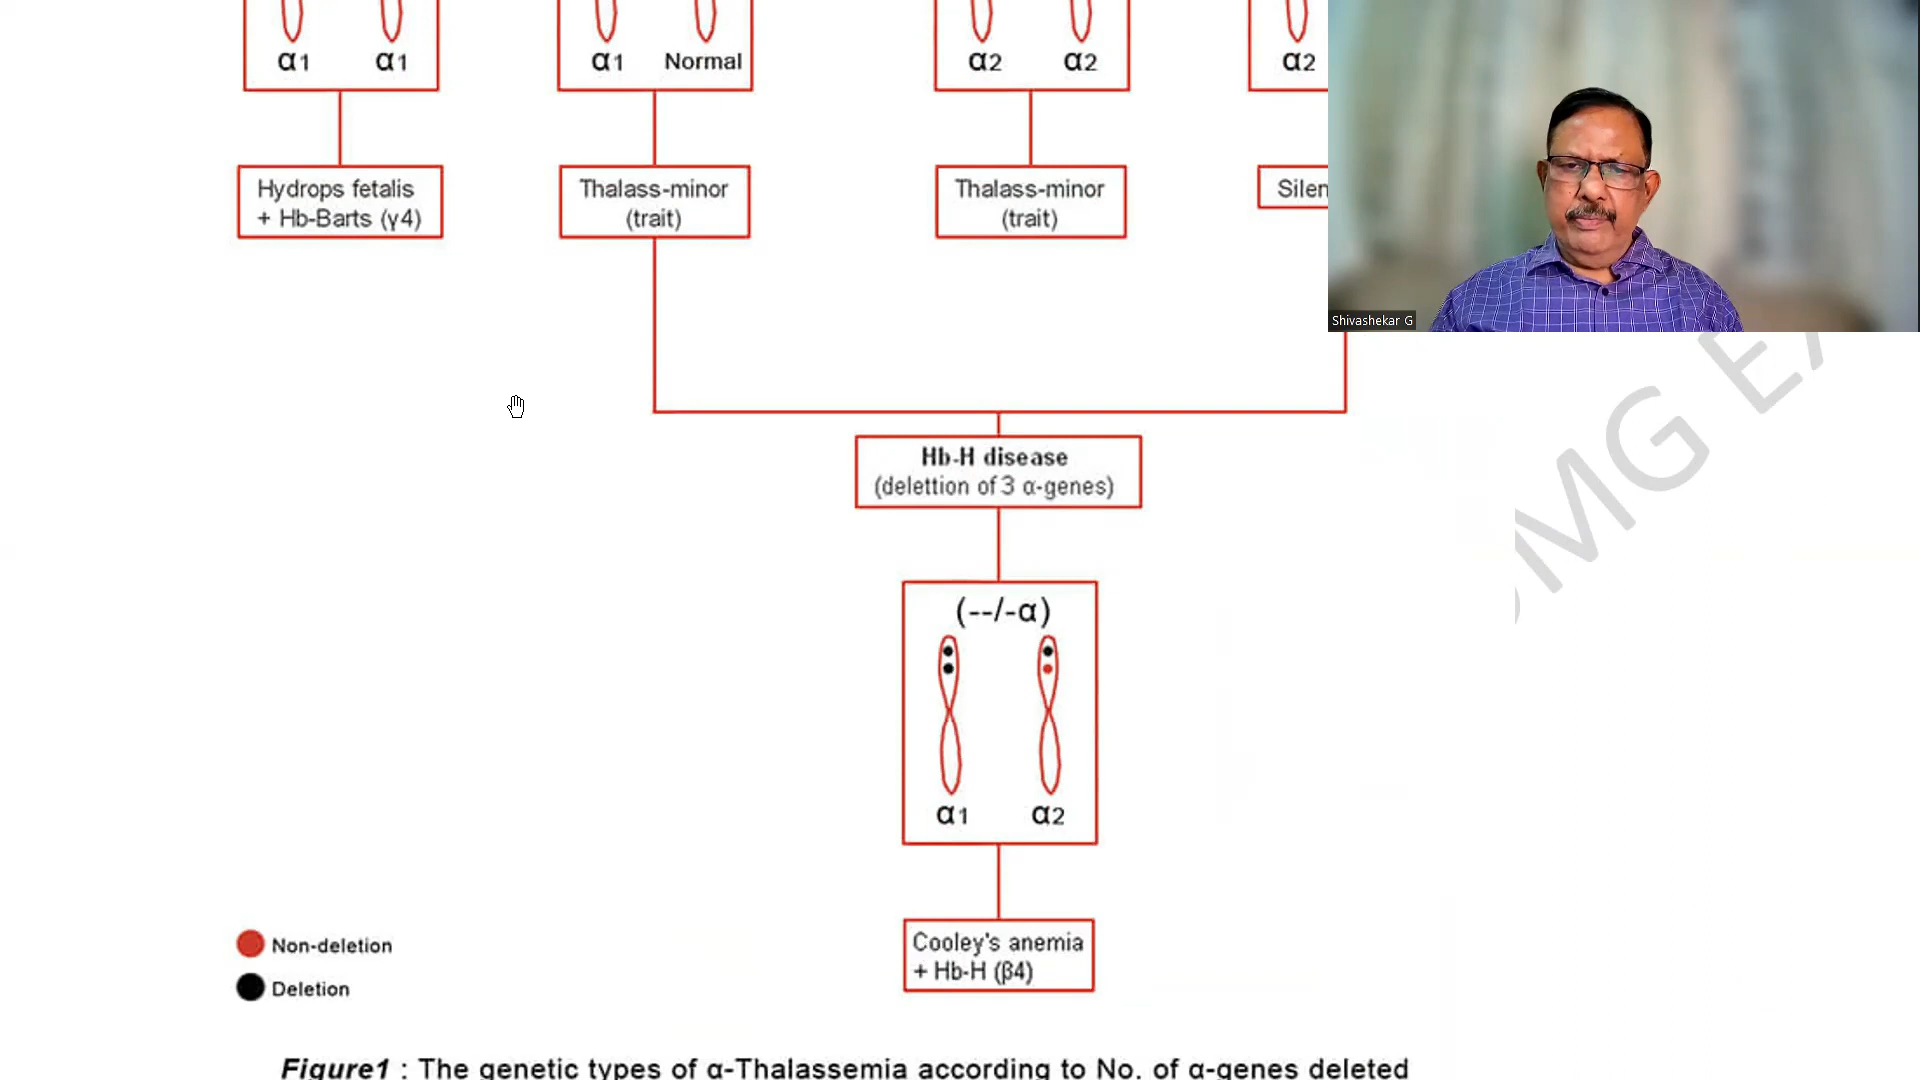 α1 α1 α1 Normal α2 α2 α2
Hydrops fetalis
+ Hb-Barts (γ4)
Thalass-minor
(trait)
Thalass-minor
(trait)
Silen
Shivashekar G
Hb-H disease
(delettion of 3 α-genes)
(--/-α)
α1 α2
Cooley's anemia
+ Hb-H (β4)
Non-deletion
Deletion
Figure1 : The genetic types of α-Thalassemia according to No. of α-genes deleted
MG